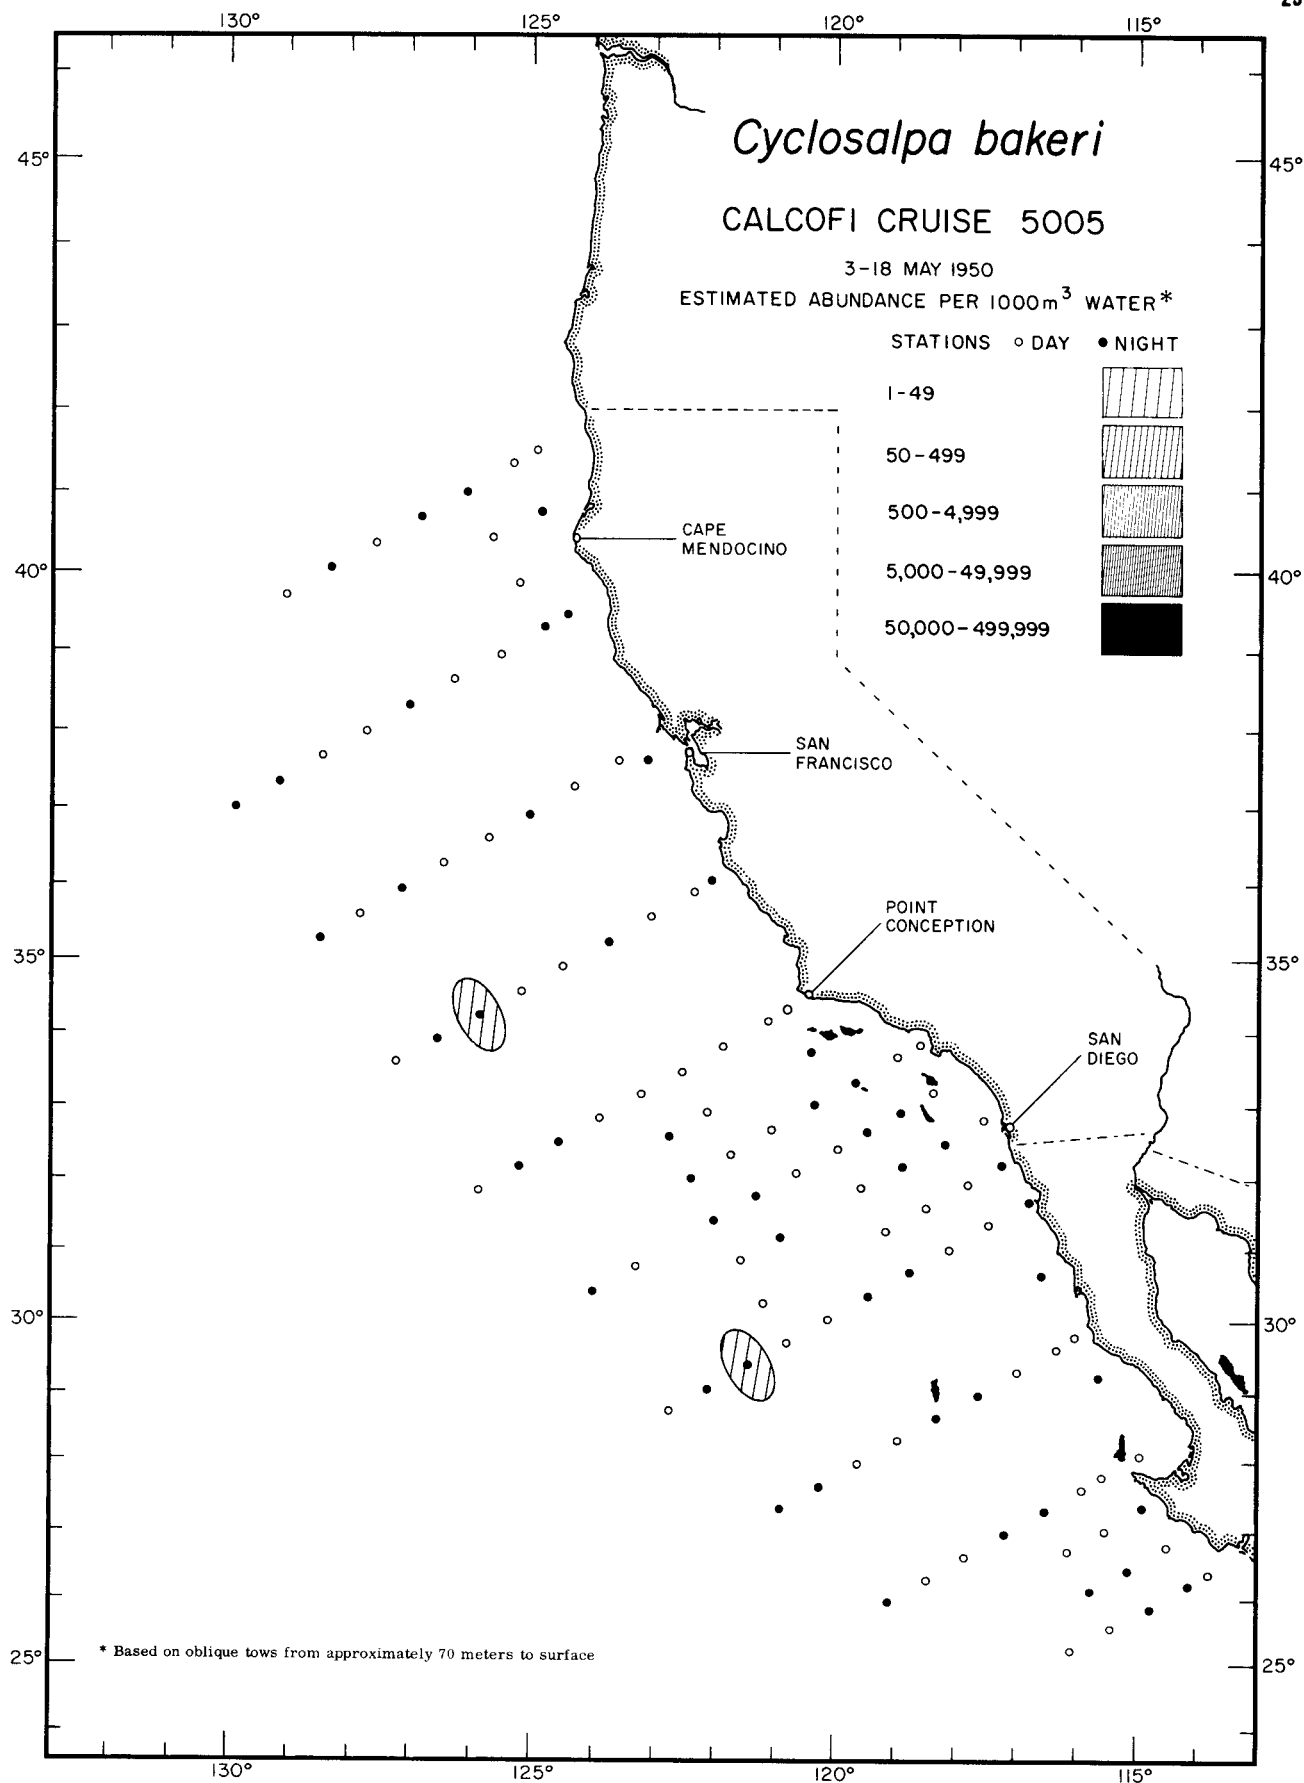 130° 125° 120° 115°
45° 45°
Cyclosalpa bakeri
CALCOFI CRUISE 5005
3-18 MAY 1950
ESTIMATED ABUNDANCE PER 1000m³ WATER*
STATIONS ○ DAY ● NIGHT
1-49
50-499
500-4,999
5,000-49,999
50,000-499,999
CAPE
MENDOCINO
40° 40°
SAN
FRANCISCO
POINT
CONCEPTION
35° 35°
SAN
DIEGO
30° 30°
* Based on oblique tows from approximately 70 meters to surface
25° 25°
130° 125° 120° 115°